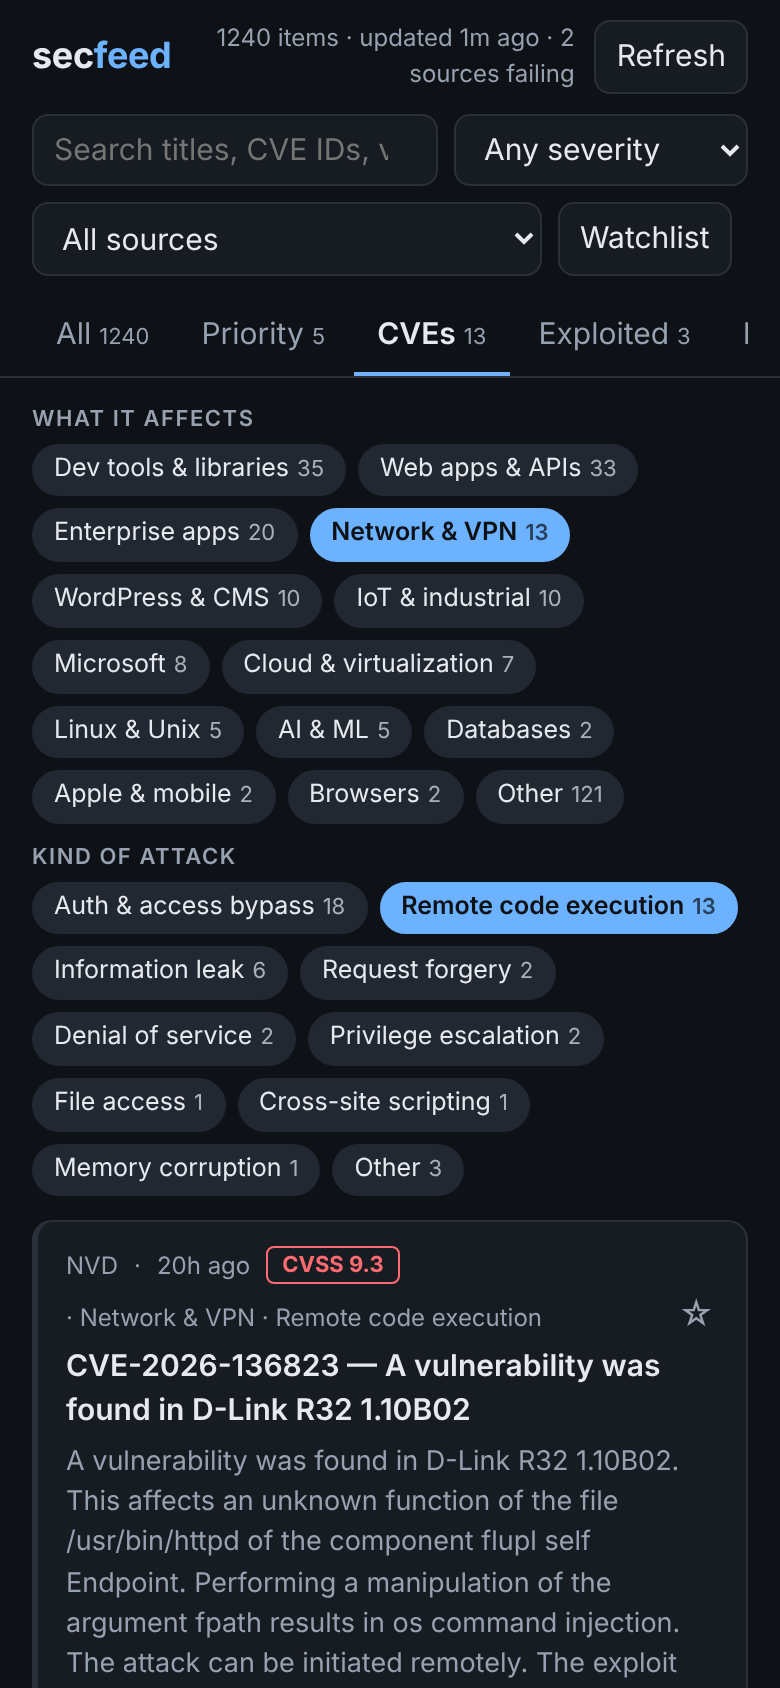 secfeed
1240 items · updated 1m ago · 2
sources failing
Refresh
Search titles, CVE IDs,
Any severity
All sources
Watchlist
All 1240
Priority 5
CVEs 13
Exploited 3
WHAT IT AFFECTS
Dev tools & libraries 35
Web apps & APIs 33
Enterprise apps 20
Network & VPN 13
WordPress & CMS 10
IoT & industrial 10
Microsoft 8
Cloud & virtualization 7
Linux & Unix 5
AI & ML 5
Databases 2
Apple & mobile 2
Browsers 2
Other 121
KIND OF ATTACK
Auth & access bypass 18
Remote code execution 13
Information leak 6
Request forgery 2
Denial of service 2
Privilege escalation 2
File access 1
Cross-site scripting 1
Memory corruption 1
Other 3
NVD · 20h ago CVSS 9.3
· Network & VPN · Remote code execution
CVE-2026-136823 — A vulnerability was
found in D-Link R32 1.10B02
A vulnerability was found in D-Link R32 1.10B02.
This affects an unknown function of the file
/usr/bin/httpd of the component flupl self
Endpoint. Performing a manipulation of the
argument fpath results in os command injection.
The attack can be initiated remotely. The exploit